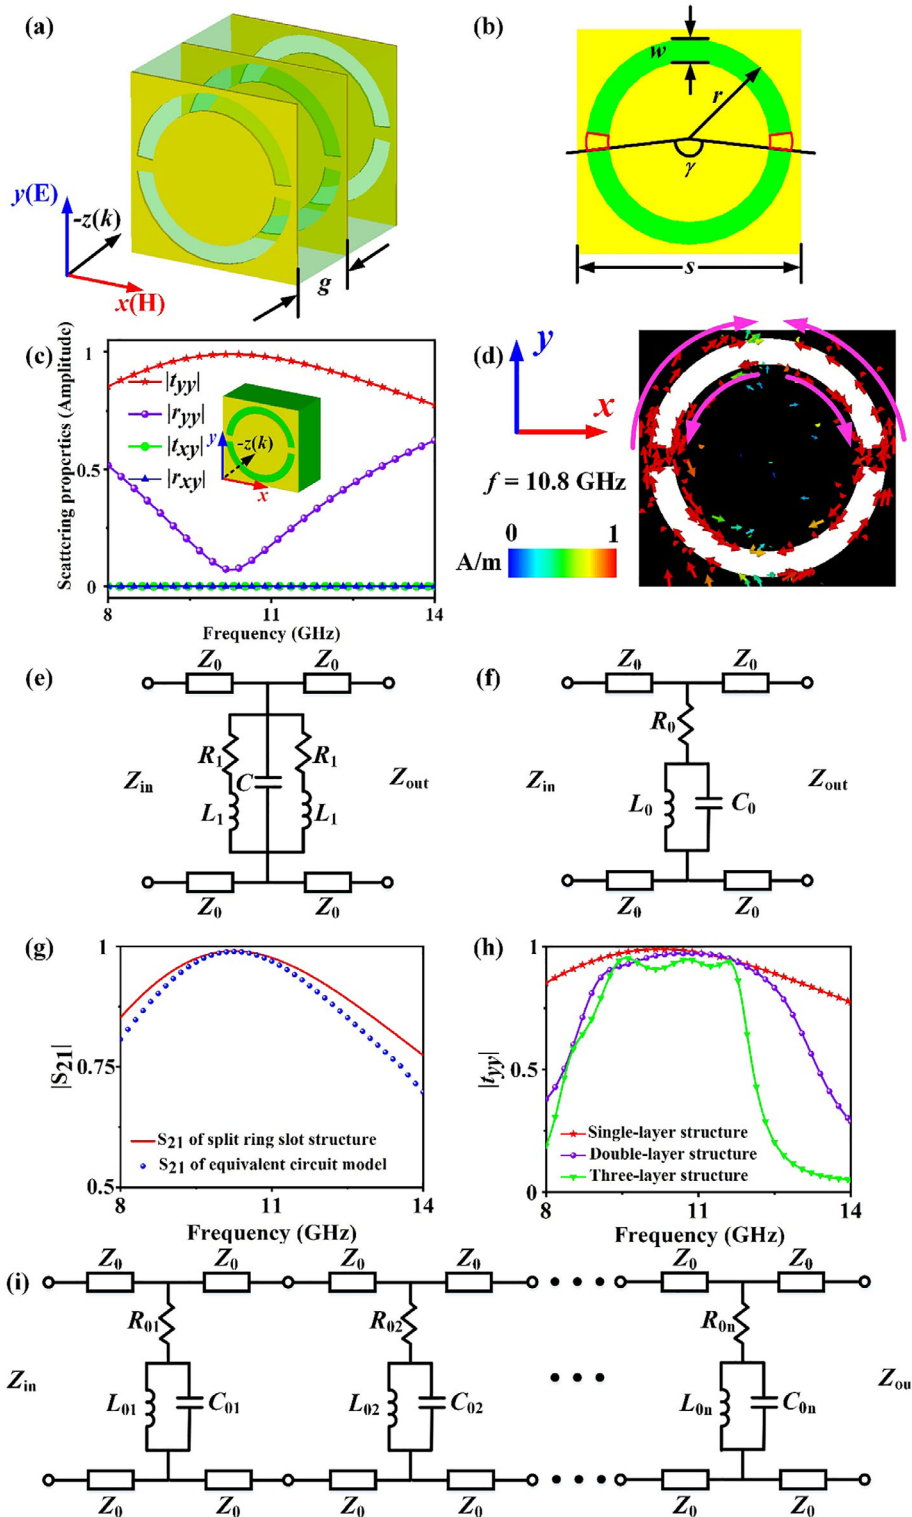 (a)
y(E)
-z(k)
x(H)
g
(b)
w
r
γ
s
(c)
Scattering properties (Amplitude)
1
0.5
0
|tyy|
|ryy|
|txy|
|rxy|
y
-z(k)
x
8
11
14
Frequency (GHz)
(d)
y
x
f = 10.8 GHz
0
1
A/m
(e)
Z0
Z0
R1
R1
C
L1
L1
Zin
Zout
Z0
Z0
(f)
Z0
Z0
R0
L0
C0
Zin
Zout
Z0
Z0
(g)
|S21|
1
0.75
0.5
S21 of split ring slot structure
S21 of equivalent circuit model
8
11
14
Frequency (GHz)
(h)
|tyy|
1
0.5
0
Single-layer structure
Double-layer structure
Three-layer structure
8
11
14
Frequency (GHz)
(i)
Z0
Z0
Z0
Z0
Z0
Z0
R01
R02
R0n
Zin
L01
C01
L02
C02
L0n
C0n
Zou
Z0
Z0
Z0
Z0
Z0
Z0